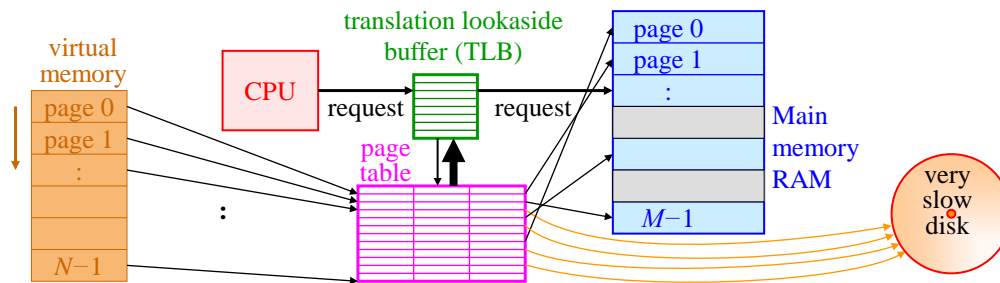 translation lookaside
buffer (TLB)
virtual
memory
CPU
request
request
page 0
page 1
:
N−1
:
page
table
page 0
page 1
:
M−1
Main
memory
RAM
very
slow
disk